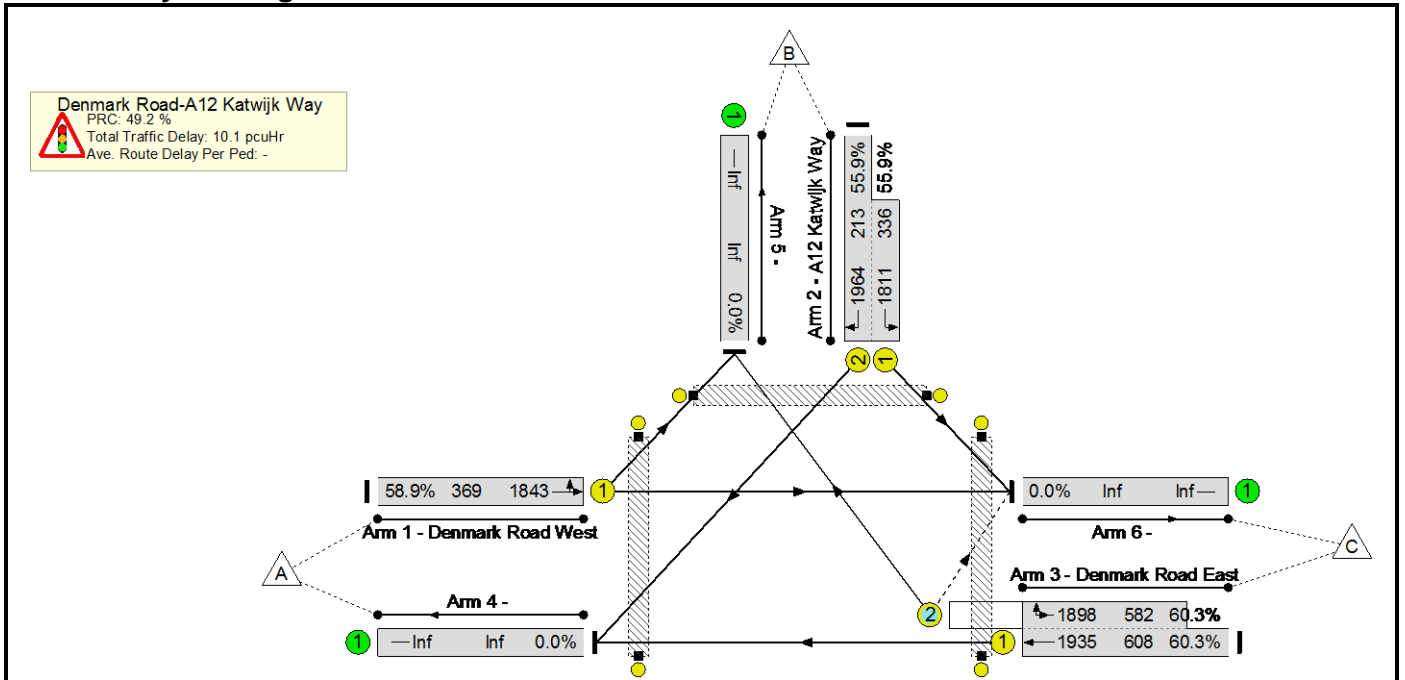 B
Denmark Road-A12 Katwijk Way
PRC: 49.2 %
Total Traffic Delay: 10.1 pcuHr
Ave. Route Delay Per Ped: -
1
Inf Inf 0.0%
Arm 5 -
Arm 2 - A12 Katwijk Way
1964 213 55.9%
1811 336 55.9%
2 1
58.9% 369 1843
1
Arm 1 - Denmark Road West
0.0% Inf Inf
1
Arm 6 -
A
C
Arm 3 - Denmark Road East
Arm 4 -
2
1898 582 60.3%
1
Inf Inf 0.0%
1
1935 608 60.3%